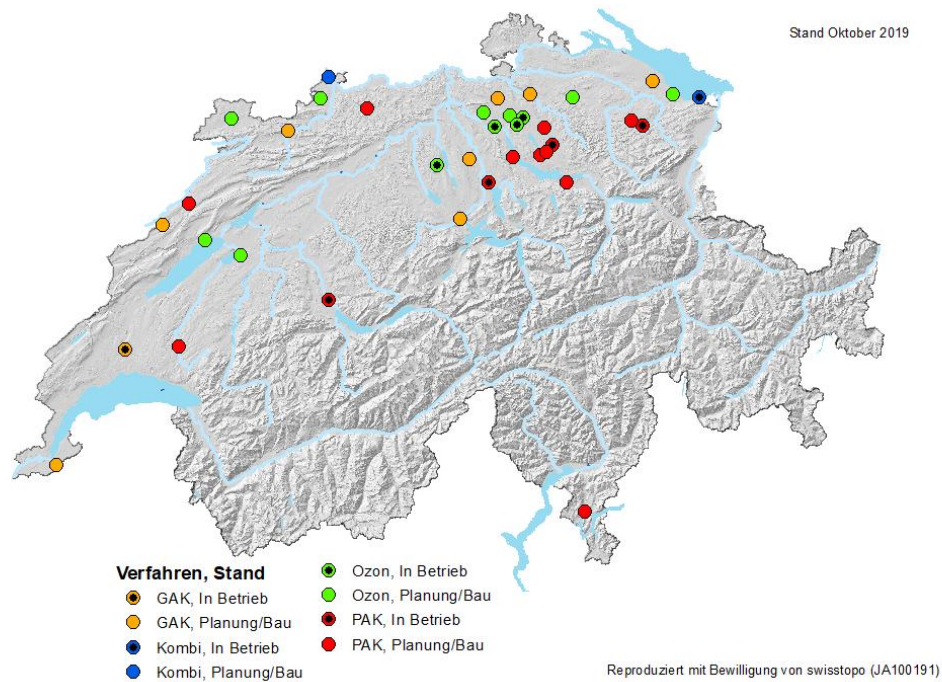 Stand Oktober 2019
Verfahren, Stand
GAK, In Betrieb
GAK, Planung/Bau
Kombi, In Betrieb
Kombi, Planung/Bau
Ozon, In Betrieb
Ozon, Planung/Bau
PAK, In Betrieb
PAK, Planung/Bau
Reproduziert mit Bewilligung von swisstopo (JA100191)